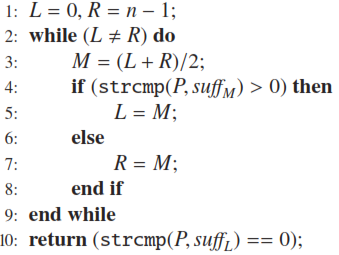 1: L = 0, R = n − 1;
2: while (L ≠ R) do
3: M = (L + R)/2;
4: if (strcmp(P, suff_M) > 0) then
5: L = M;
6: else
7: R = M;
8: end if
9: end while
10: return (strcmp(P, suff_L) == 0);